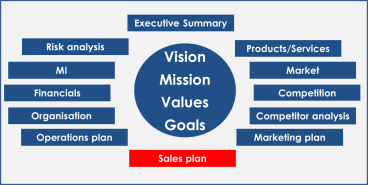 Executive Summary
Risk analysis
Products/Services
Vision
MI
Market
Mission
Financials
Competition
Values
Organisation
Competitor analysis
Goals
Operations plan
Marketing plan
Sales plan